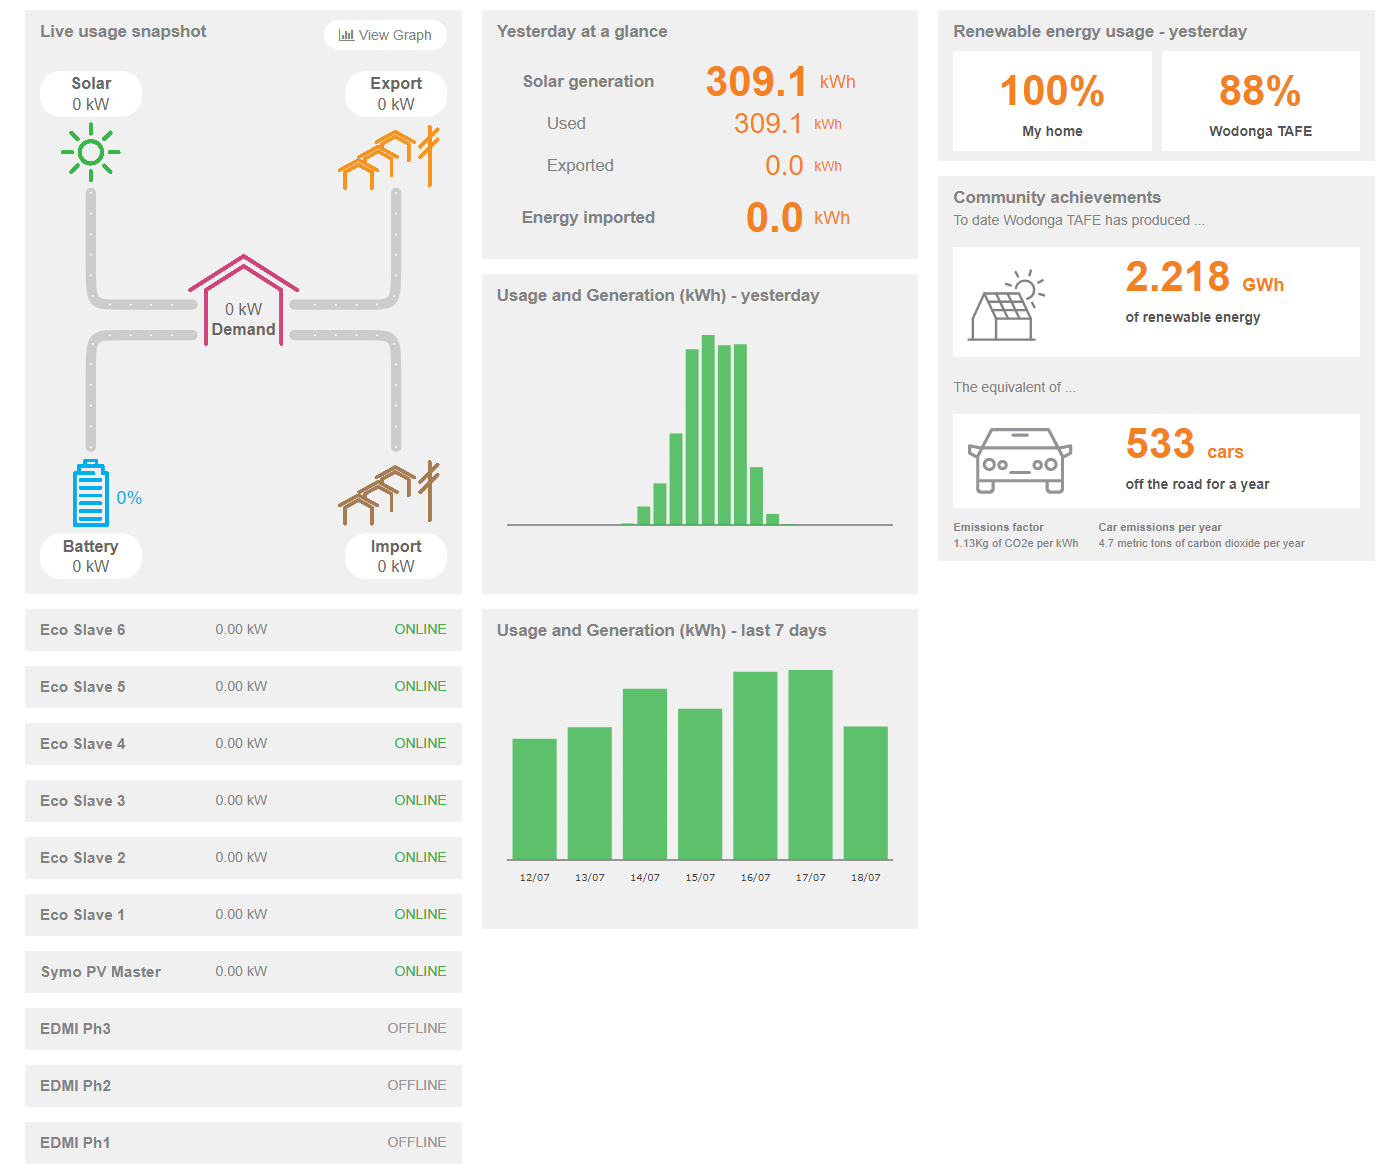 Live usage snapshot
View Graph
Solar
0 kW
Export
0 kW
0 kW
Demand
0%
Battery
0 kW
Import
0 kW
Eco Slave 6 0.00 kW ONLINE
Eco Slave 5 0.00 kW ONLINE
Eco Slave 4 0.00 kW ONLINE
Eco Slave 3 0.00 kW ONLINE
Eco Slave 2 0.00 kW ONLINE
Eco Slave 1 0.00 kW ONLINE
Symo PV Master 0.00 kW ONLINE
EDMI Ph3 OFFLINE
EDMI Ph2 OFFLINE
EDMI Ph1 OFFLINE
Yesterday at a glance
Solar generation 309.1 kWh
Used 309.1 kWh
Exported 0.0 kWh
Energy imported 0.0 kWh
Usage and Generation (kWh) - yesterday
Usage and Generation (kWh) - last 7 days
12/07 13/07 14/07 15/07 16/07 17/07 18/07
Renewable energy usage - yesterday
100%
My home
88%
Wodonga TAFE
Community achievements
To date Wodonga TAFE has produced ...
2.218 GWh
of renewable energy
The equivalent of ...
533 cars
off the road for a year
Emissions factor
1.13Kg of CO2e per kWh
Car emissions per year
4.7 metric tons of carbon dioxide per year